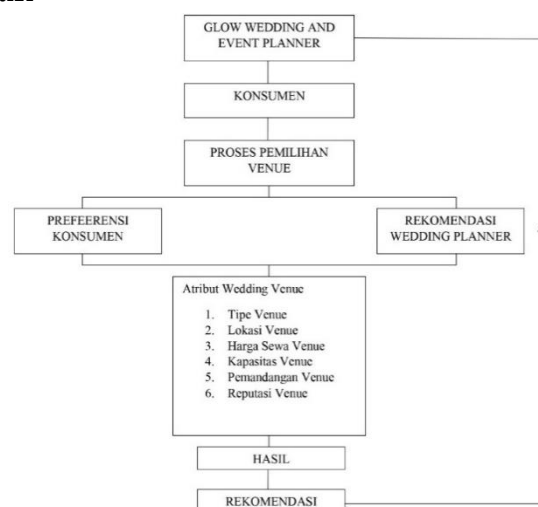 GLOW WEDDING AND
EVENT PLANNER
KONSUMEN
PROSES PEMILIHAN
VENUE
PREFEERENSI
KONSUMEN
REKOMENDASI
WEDDING PLANNER
Atribut Wedding Venue
1. Tipe Venue
2. Lokasi Venue
3. Harga Sewa Venue
4. Kapasitas Venue
5. Pemandangan Venue
6. Reputasi Venue
HASIL
REKOMENDASI